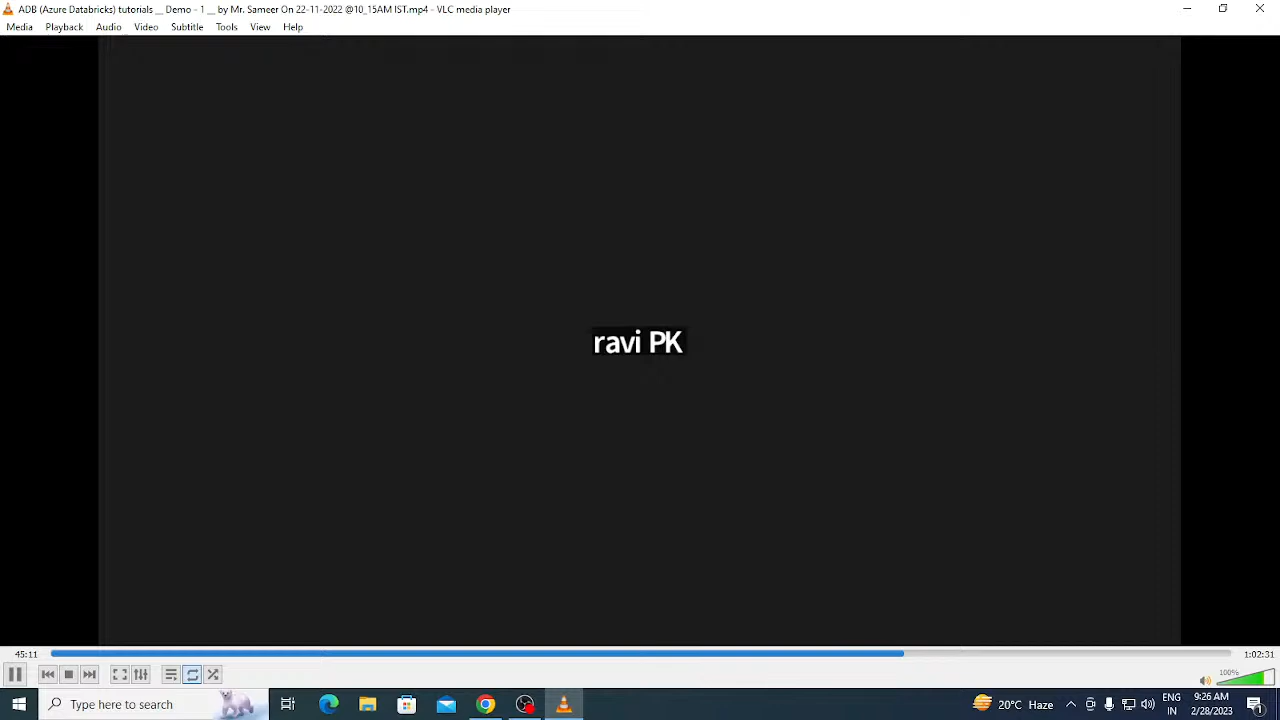 ADB (Azure Databricks) tutorials __ Demo - 1 __ by Mr. Sameer On 22-11-2022 @10_15AM IST.mp4 - VLC media player
Media Playback Audio Video Subtitle Tools View Help
ravi PK
45:11
1:02:31
100%
Type here to search
20°C Haze
ENG
IN
9:26 AM
2/28/2023
1